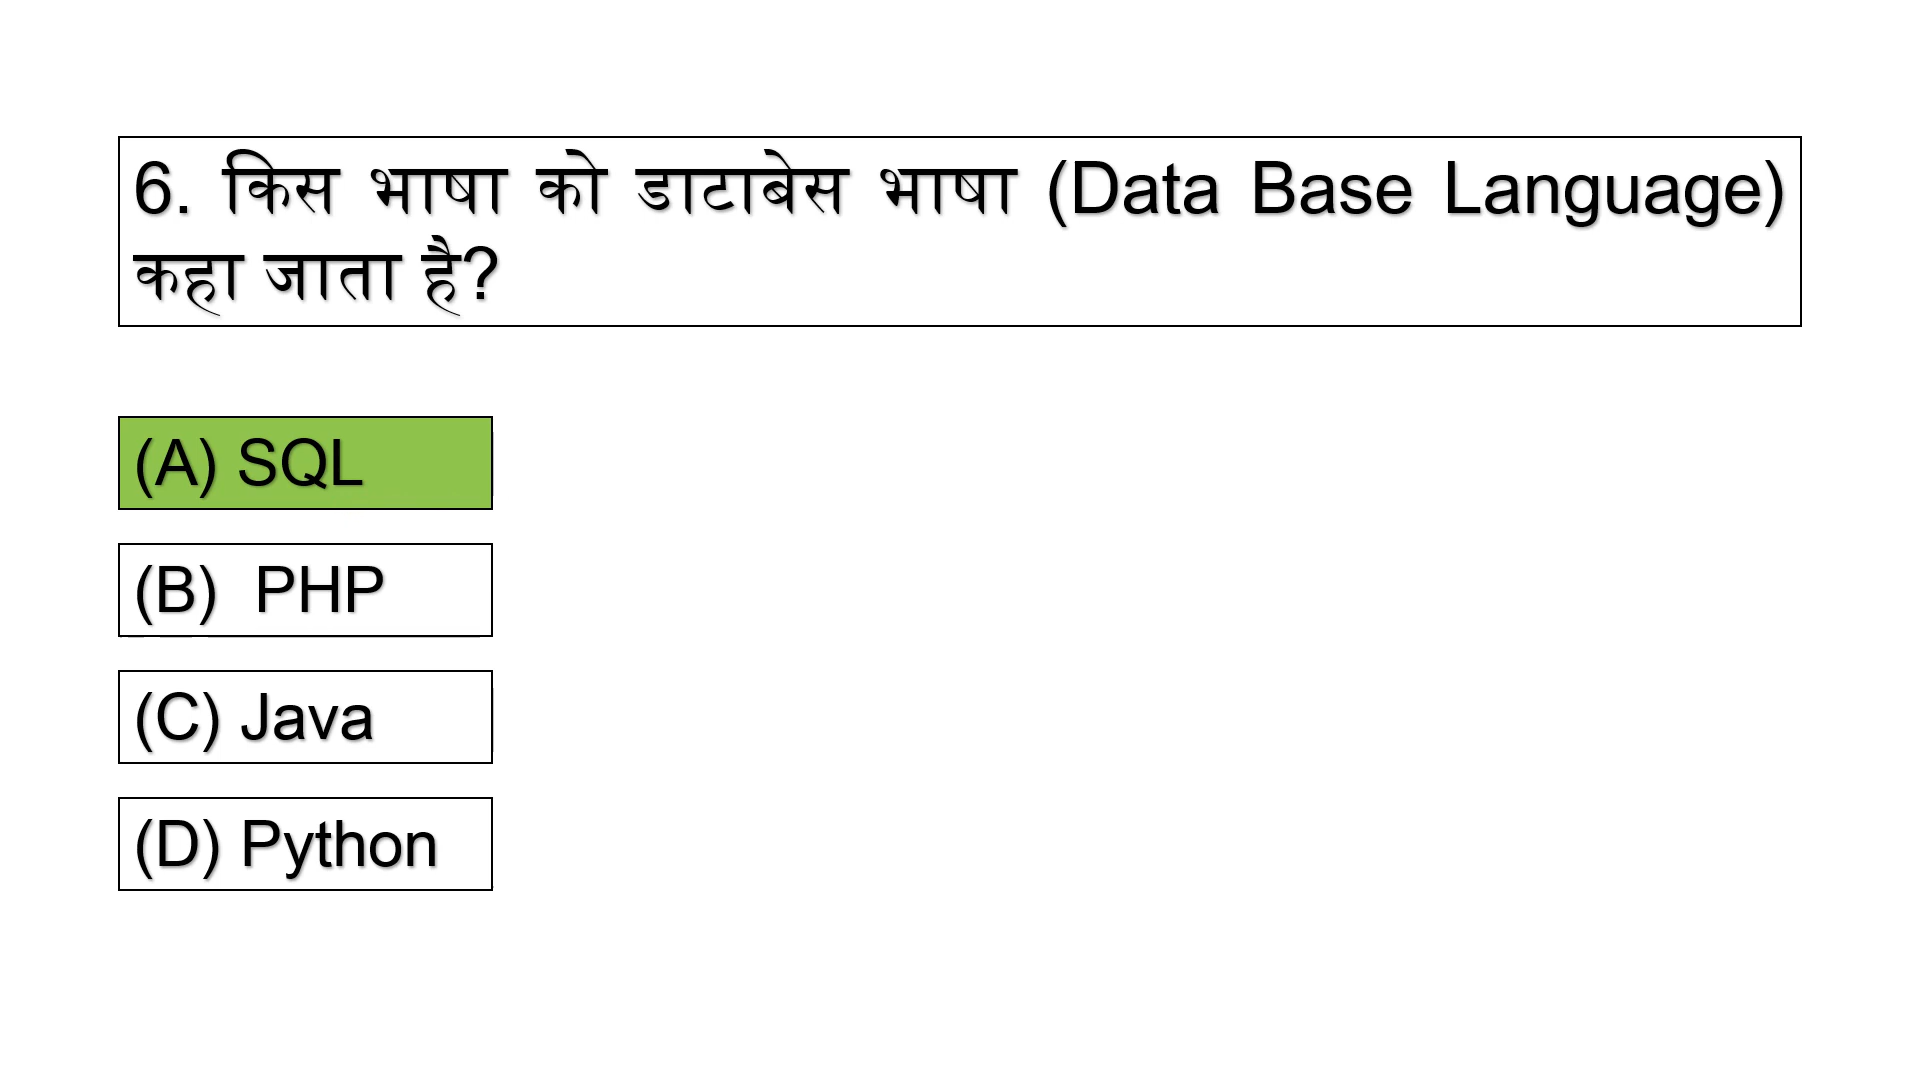 6. किस भाषा को डाटाबेस भाषा (Data Base Language)
कहा जाता है?
(A) SQL
(B) PHP
(C) Java
(D) Python